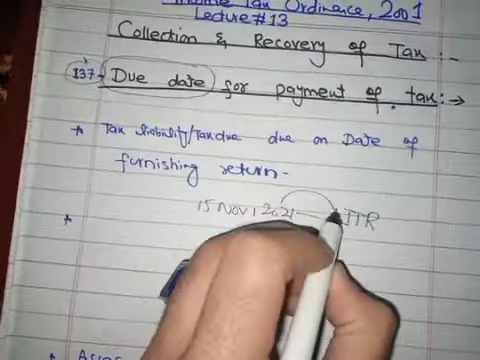 Income Tax Ordinance, 2001
Lecture #13
Collection & Recovery of Tax :-
137- Due date for payment of tax:→
* Tax liability/Tax due due on Date of
furnishing return-
15 Nov, 2021 — ITR
*
*